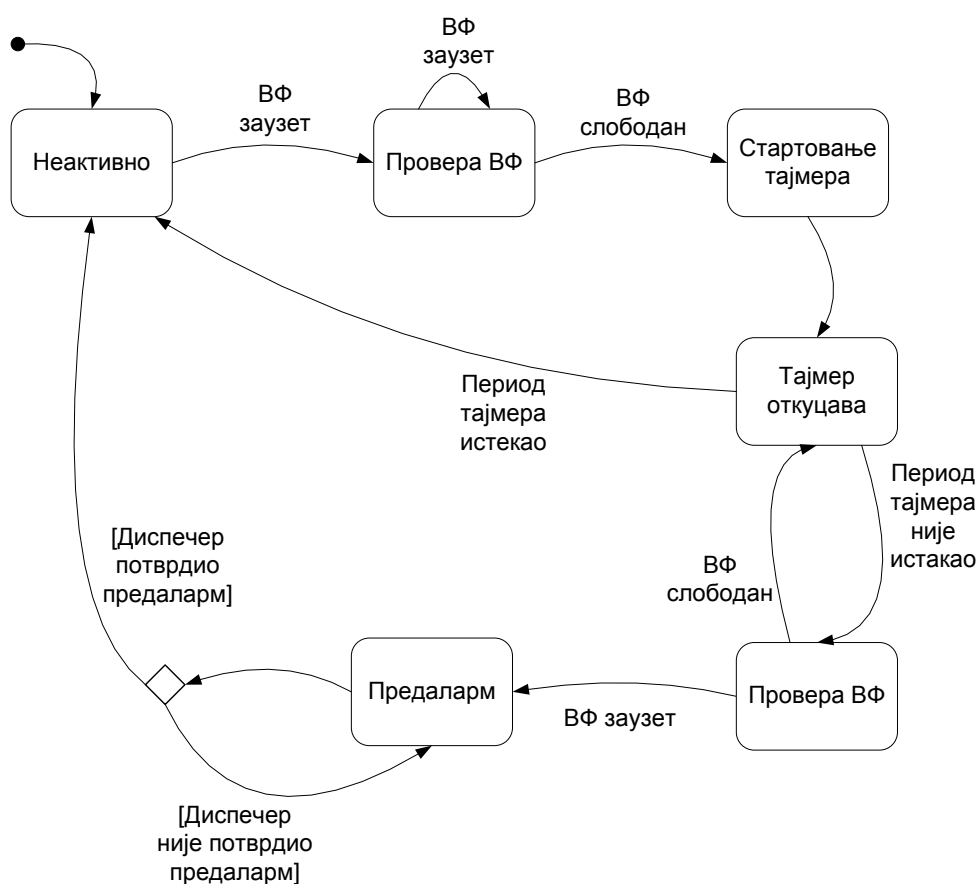 ВФ
заузет
ВФ
заузет
ВФ
слободан
Неактивно
Провера ВФ
Стартовање
тајмера
Тајмер
откуцава
Период
тајмера
истекао
Период
тајмера
није
истакао
[Диспечер
потврдио
предаларм]
ВФ
слободан
Предаларм
ВФ заузет
Провера ВФ
[Диспечер
није потврдио
предаларм]